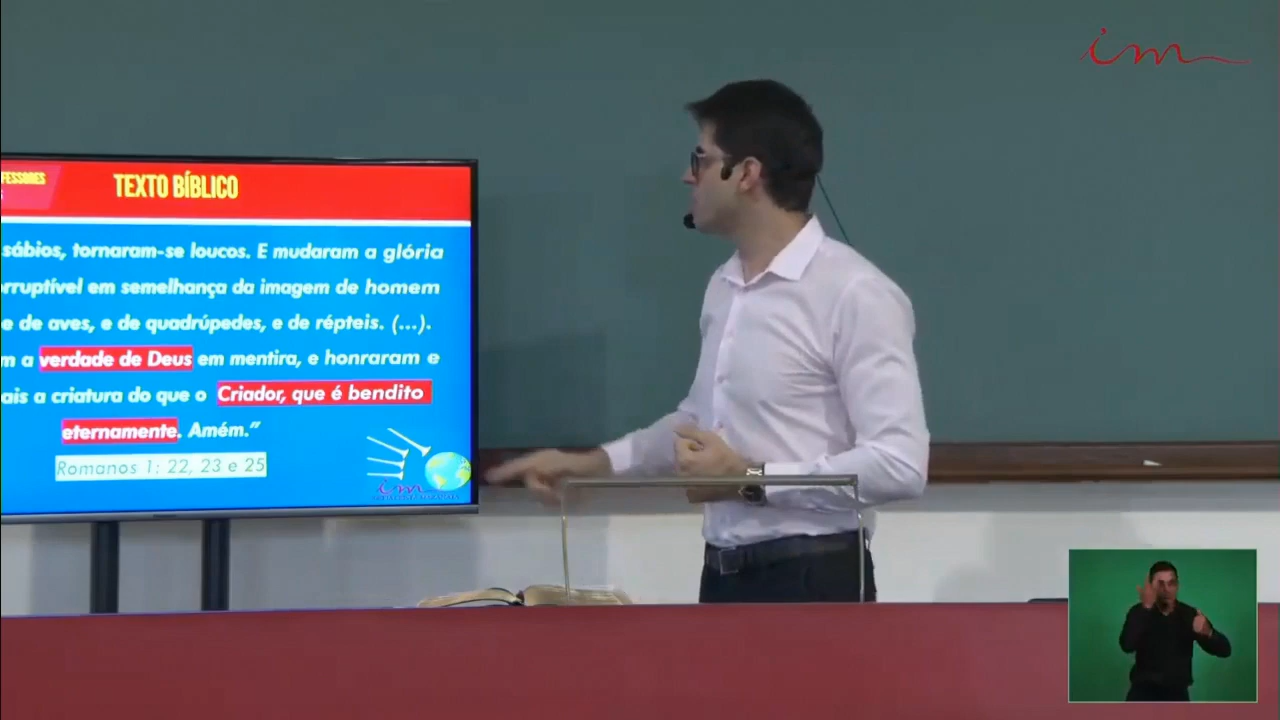 im
FESSORES
TEXTO BÍBLICO
sábios, tornaram-se loucos. E mudaram a glória
rruptível em semelhança da imagem de homem
e de aves, e de quadrúpedes, e de répteis. (...).
m a verdade de Deus em mentira, e honraram e
ais a criatura do que o Criador, que é bendito
eternamente. Amém.”
Romanos 1: 22, 23 e 25
im